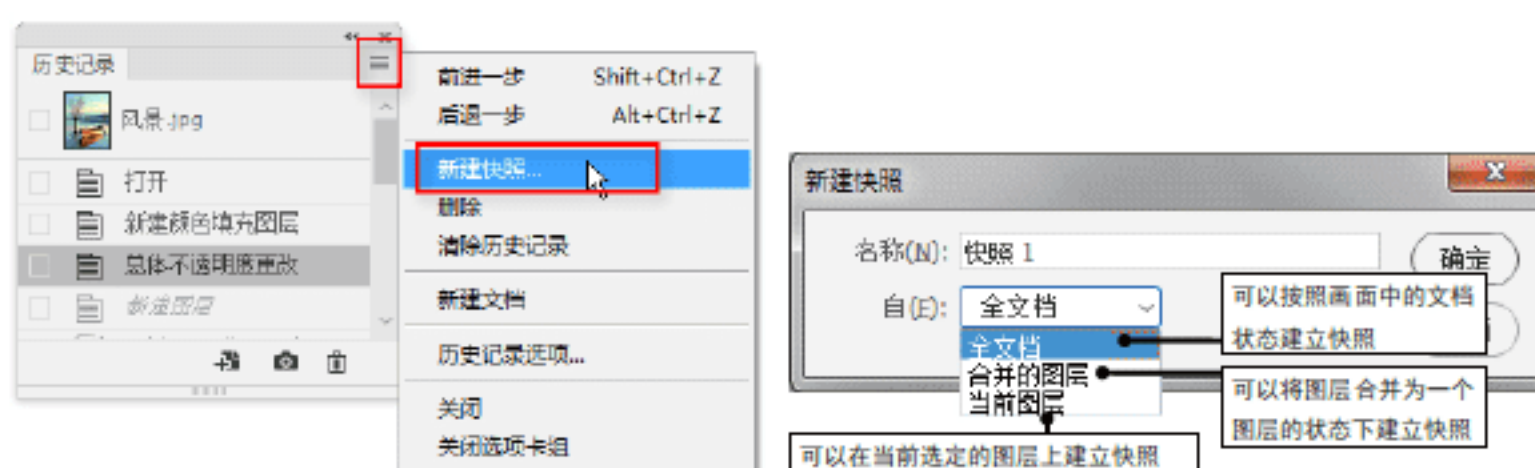 历史记录
风景.jpg
打开
新建颜色填充图层
总体不透明度更改
新建图层
前进一步 Shift+Ctrl+Z
后退一步 Alt+Ctrl+Z
新建快照...
删除
清除历史记录
新建文档
历史记录选项...
关闭
关闭选项卡组
新建快照
名称(N): 快照 1
确定
自(E): 全文档
全文档
合并的图层
当前图层
可以按照画面中的文档
状态建立快照
可以将图层合并为一个
图层的状态下建立快照
可以在当前选定的图层上建立快照